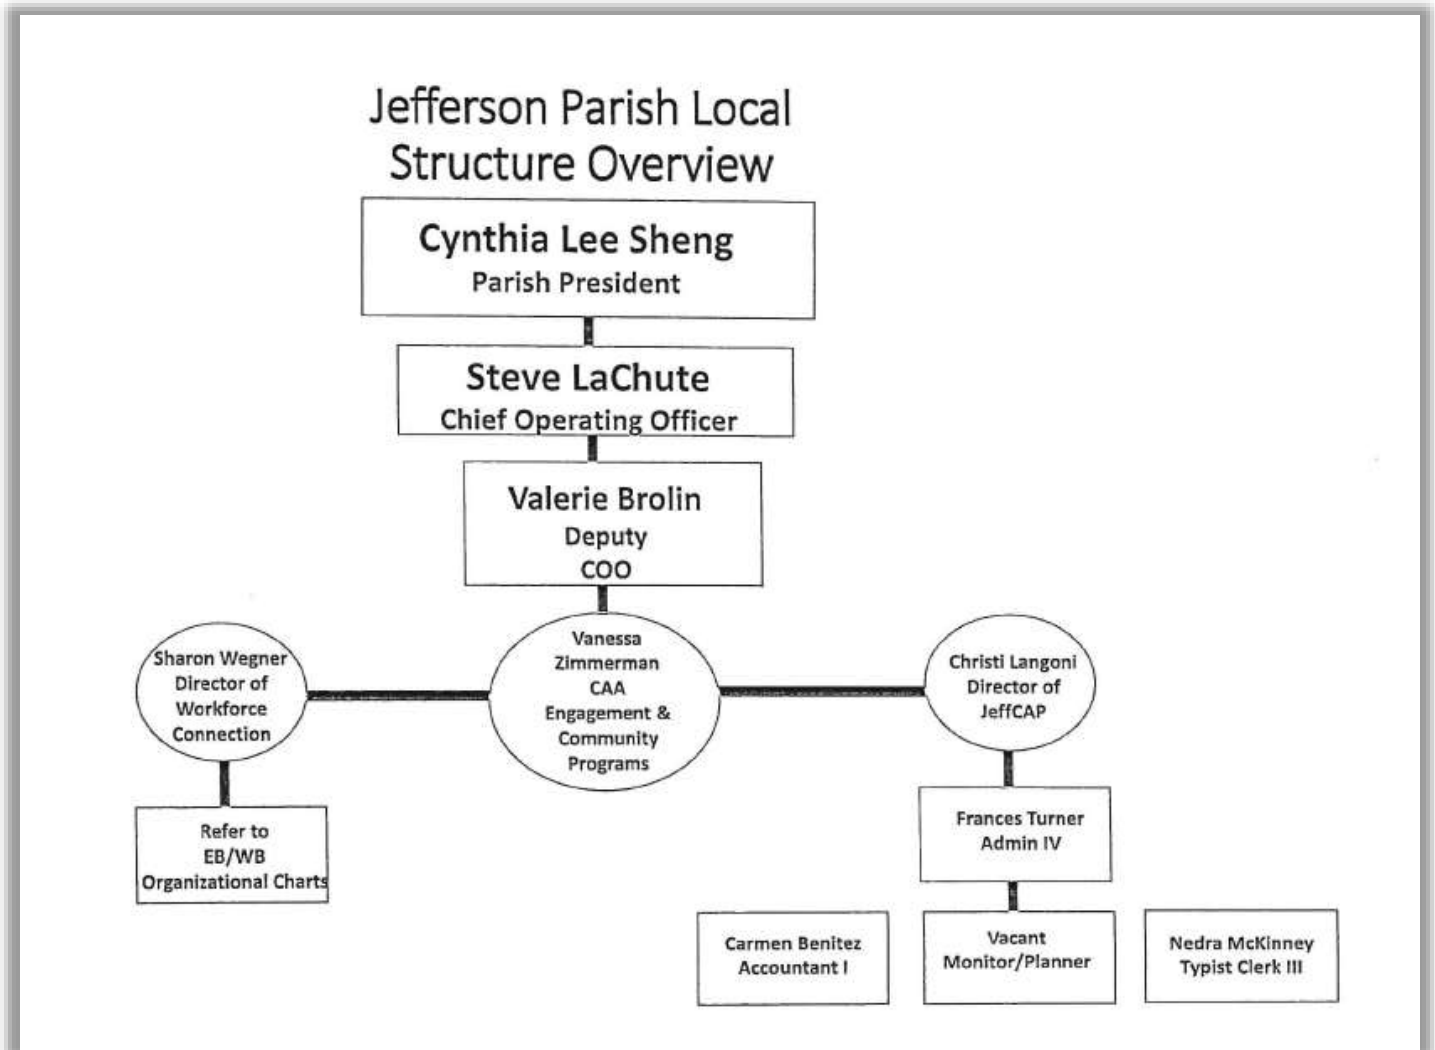 Jefferson Parish Local
Structure Overview
Cynthia Lee Sheng
Parish President
Steve LaChute
Chief Operating Officer
Valerie Brolin
Deputy
COO
Sharon Wegner
Director of
Workforce
Connection
Vanessa
Zimmerman
CAA
Engagement &
Community
Programs
Christi Langoni
Director of
JeffCAP
Refer to
EB/WB
Organizational Charts
Frances Turner
Admin IV
Carmen Benitez
Accountant I
Vacant
Monitor/Planner
Nedra McKinney
Typist Clerk III